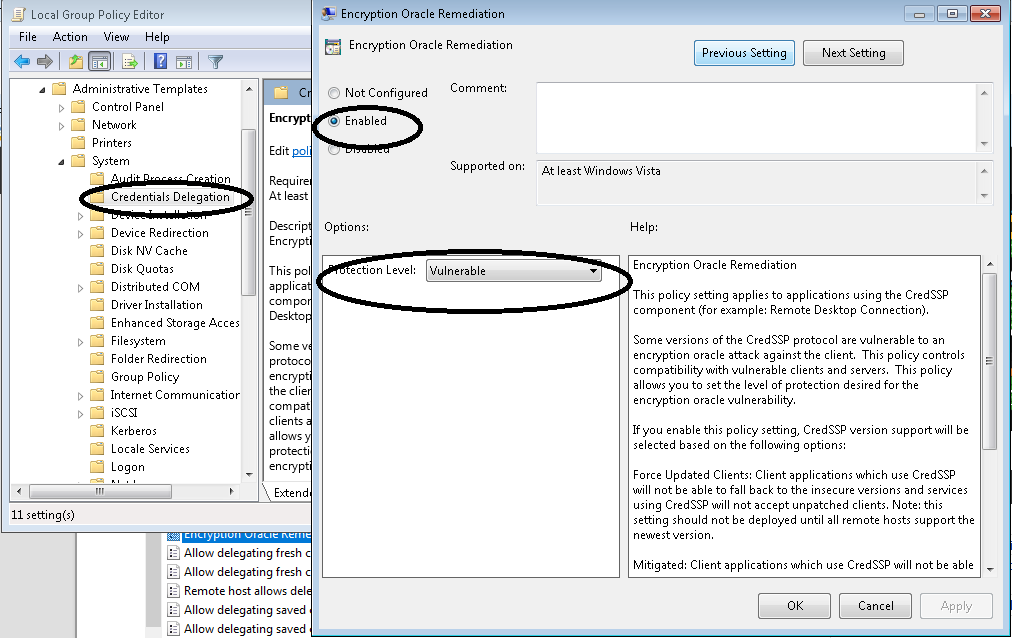 Local Group Policy Editor
File Action View Help
Administrative Templates
Control Panel
Network
Printers
System
Audit Process Creation
Credentials Delegation
Device Installation
Device Redirection
Disk NV Cache
Disk Quotas
Distributed COM
Driver Installation
Enhanced Storage Acces
Filesystem
Folder Redirection
Group Policy
Internet Communication
iSCSI
Kerberos
Locale Services
Logon
11 setting(s)
Cr
Encrypt
Edit poli
Requirer
At least
Descript
Encrypti
This pol
applicat
compon
Desktop
Some ve
protoco
encrypti
the clier
compat
clients a
allows y
protecti
encrypti
Extende
Encryption Oracle Reme
Allow delegating fresh c
Allow delegating fresh c
Remote host allows dele
Allow delegating saved
Allow delegating saved
Encryption Oracle Remediation
Encryption Oracle Remediation
Previous Setting Next Setting
Not Configured
Enabled
Disabled
Comment:
Supported on: At least Windows Vista
Options:
Protection Level: Vulnerable
Help:
Encryption Oracle Remediation
This policy setting applies to applications using the CredSSP
component (for example: Remote Desktop Connection).
Some versions of the CredSSP protocol are vulnerable to an
encryption oracle attack against the client. This policy controls
compatibility with vulnerable clients and servers. This policy
allows you to set the level of protection desired for the
encryption oracle vulnerability.
If you enable this policy setting, CredSSP version support will be
selected based on the following options:
Force Updated Clients: Client applications which use CredSSP
will not be able to fall back to the insecure versions and services
using CredSSP will not accept unpatched clients. Note: this
setting should not be deployed until all remote hosts support the
newest version.
Mitigated: Client applications which use CredSSP will not be able
OK Cancel Apply